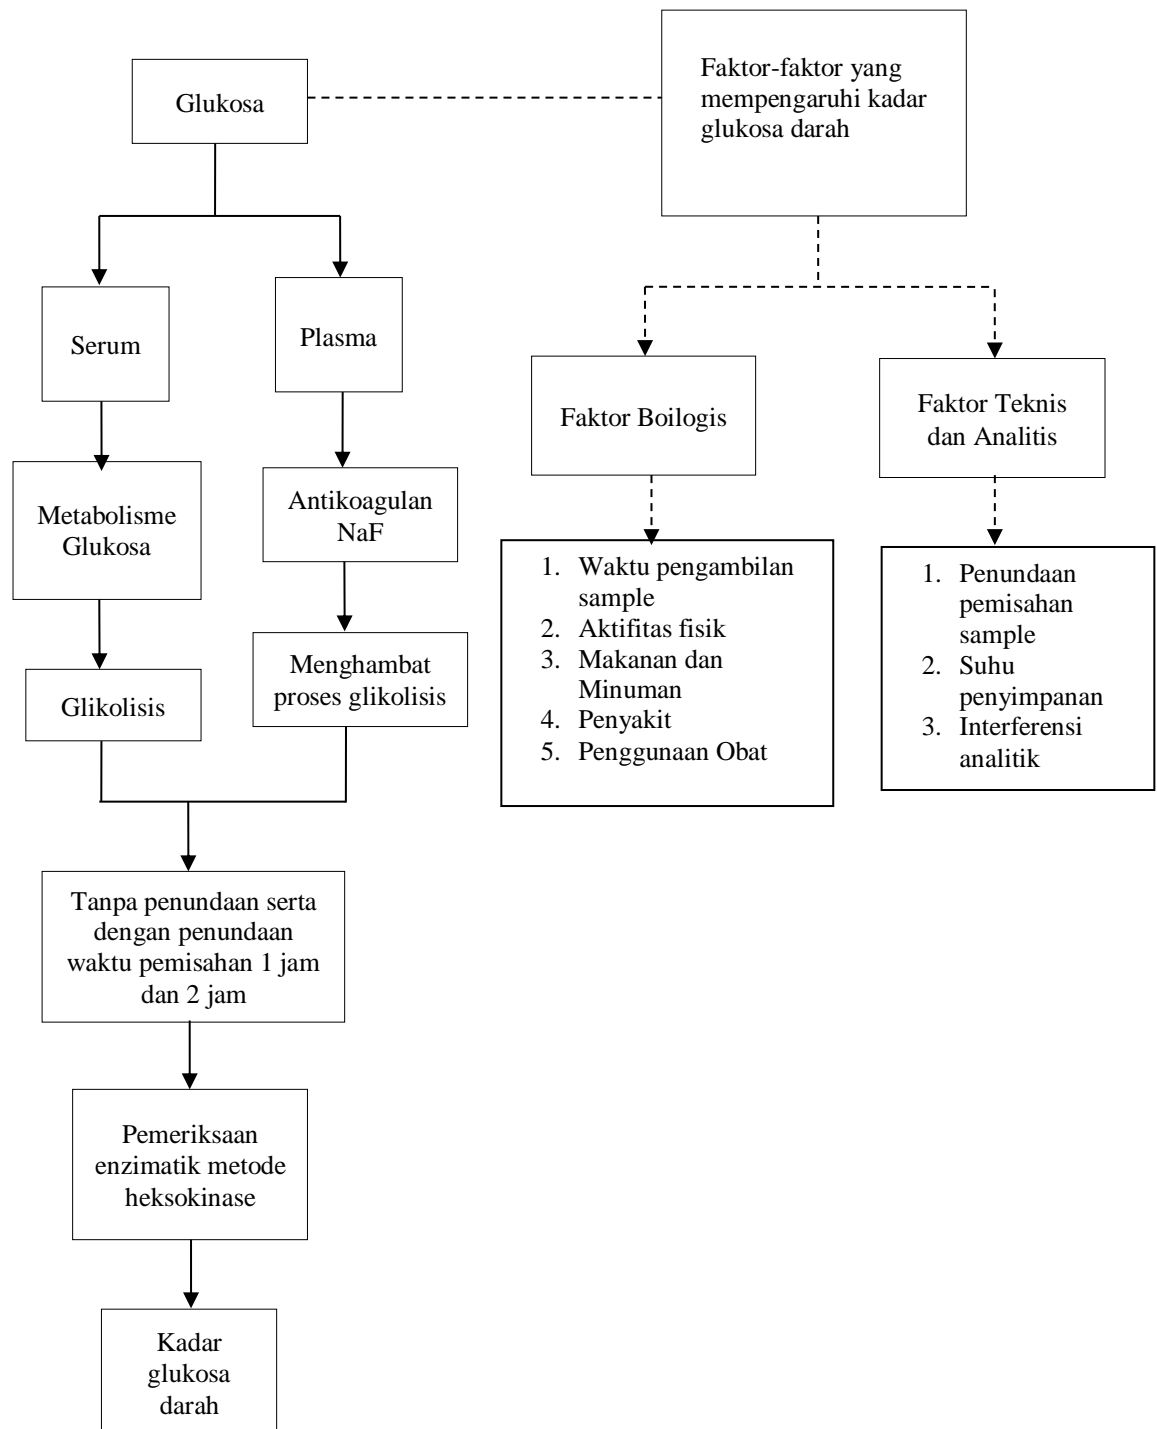 Glukosa
Faktor-faktor yang
mempengaruhi kadar
glukosa darah
Serum
Plasma
Faktor Boilogis
Faktor Teknis
dan Analitis
Metabolisme
Glukosa
Antikoagulan
NaF
1. Waktu pengambilan
sample
2. Aktifitas fisik
3. Makanan dan
Minuman
4. Penyakit
5. Penggunaan Obat
1. Penundaan
pemisahan
sample
2. Suhu
penyimpanan
3. Interferensi
analitik
Glikolisis
Menghambat
proses glikolisis
Tanpa penundaan serta
dengan penundaan
waktu pemisahan 1 jam
dan 2 jam
Pemeriksaan
enzimatik metode
heksokinase
Kadar
glukosa
darah